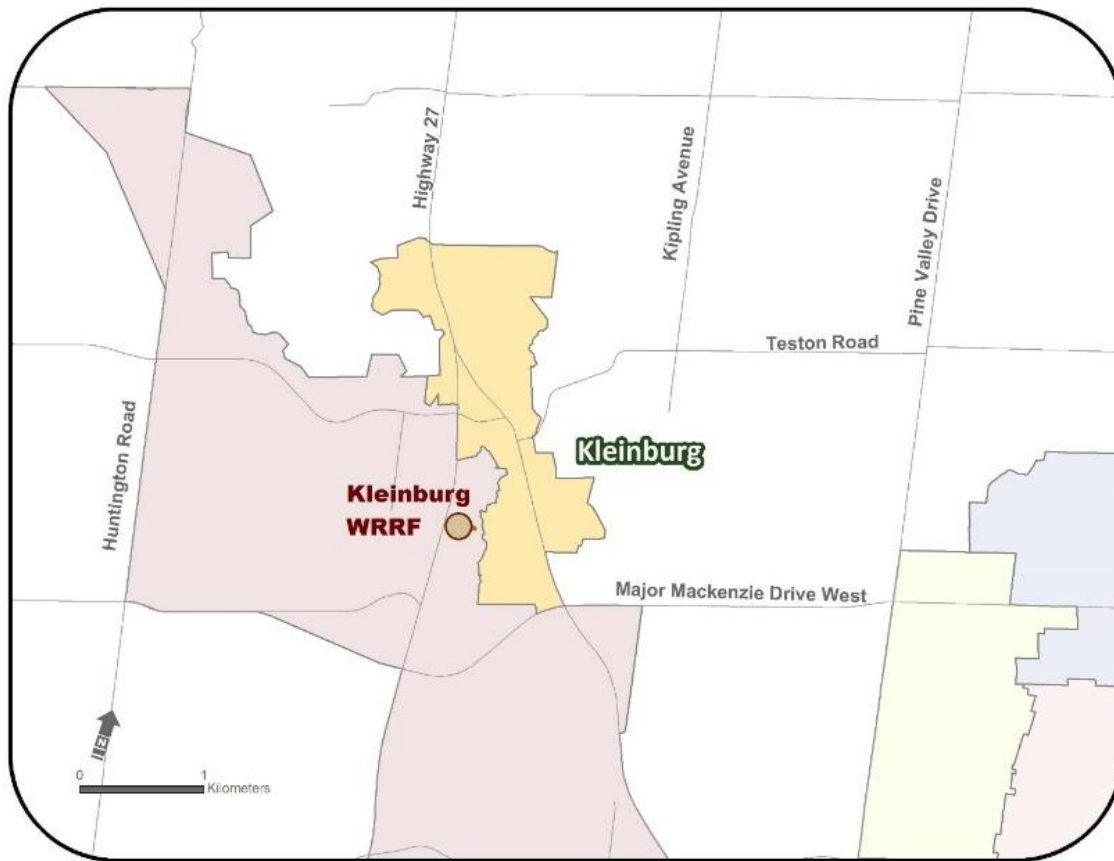 Highway 27
Kipling Avenue
Pine Valley Drive
Teston Road
Huntington Road
Kleinburg
Kleinburg
WRRF
Major Mackenzie Drive West
N
0 1
Kilometers